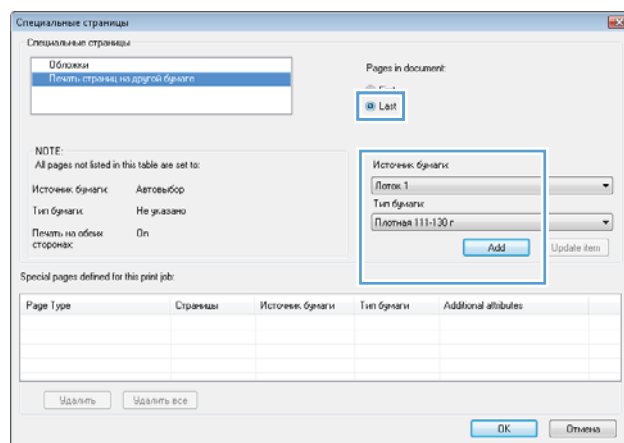 Специальные страницы
Специальные страницы
Обложки
Печать страниц на другой бумаге
Pages in document:
Last
NOTE:
All pages not listed in this table are set to:
Источник бумаги: Автовыбор
Тип бумаги: Не указано
Печать на обеих сторонах: On
Источник бумаги:
Лоток 1
Тип бумаги:
Плотная 111-130 г
Add
Update item
Special pages defined for this print job:
Page Type Страницы Источник бумаги Тип бумаги Additional attributes
Удалить Удалить все
OK Отмена